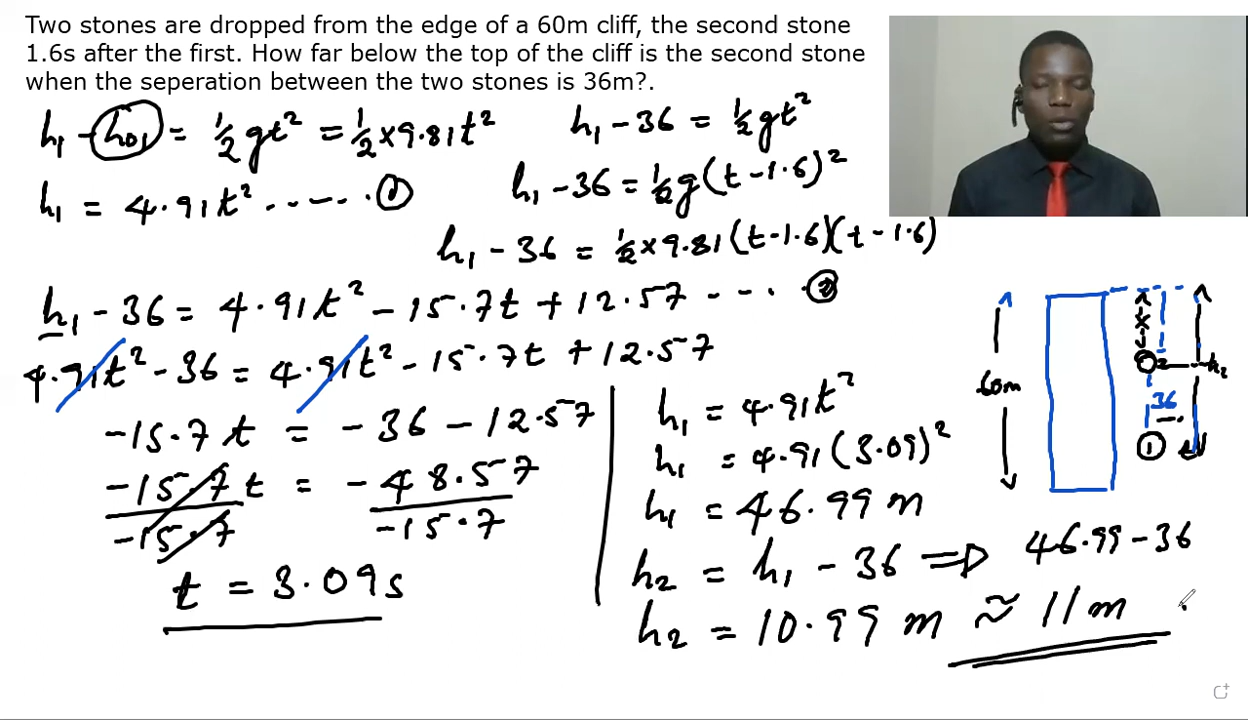 Two stones are dropped from the edge of a 60m cliff, the second stone
1.6s after the first. How far below the top of the cliff is the second stone
when the seperation between the two stones is 36m?.
h₁ - h₀₁ = ½gt² = ½×9.81t²
h₁ = 4.91t² ------ ①
h₁ - 36 = ½gt²
h₁ - 36 = ½g(t-1.6)²
h₁ - 36 = ½×9.81(t-1.6)(t-1.6)
h₁ - 36 = 4.91t² - 15.7t + 12.57 --- ②
4.91t² - 36 = 4.91t² - 15.7t + 12.57
-15.7t = -36 - 12.57
-15.7t = -48.57
-15.7 -15.7
t = 3.09s
h₁ = 4.91t²
h₁ = 4.91(3.09)²
h₁ = 46.99m
h₂ = h₁ - 36 ⇒ 46.99-36
h₂ = 10.99m ≈ 11m
60m
x
2
h₂
36
①